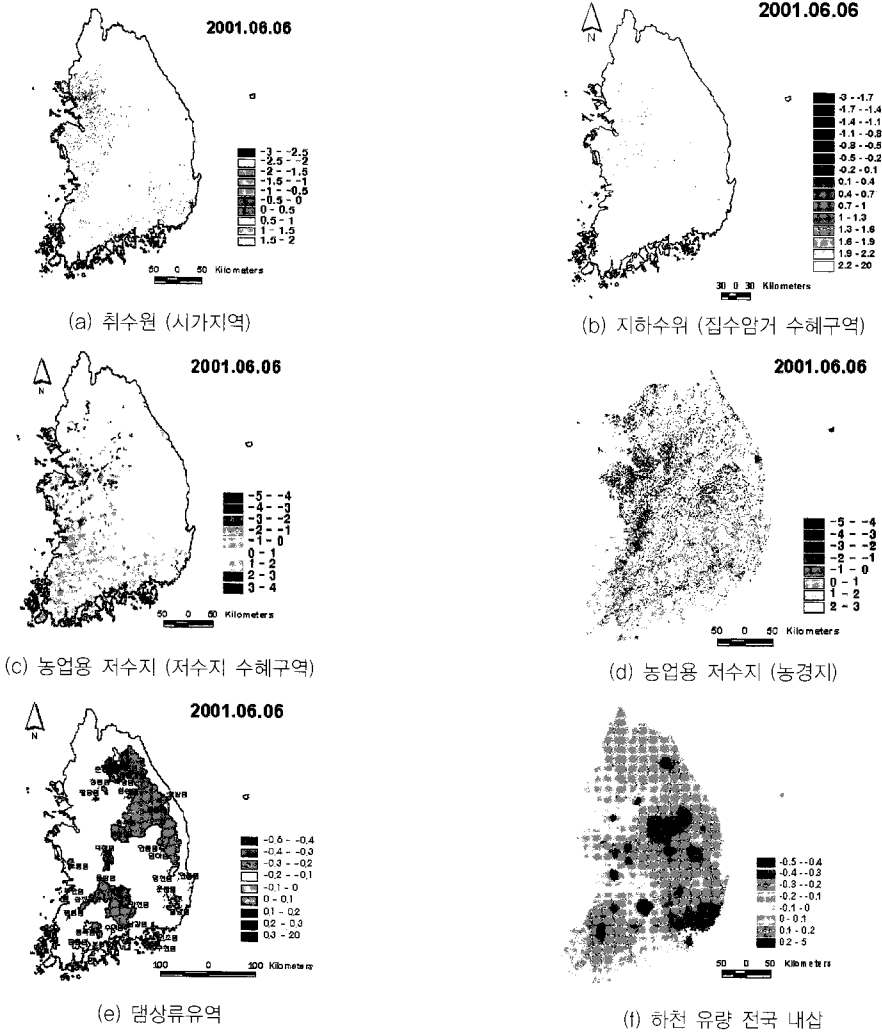 2001.06.06
-3 - -2.5
-2.5 - -2
-2 - -1.5
-1.5 - -1
-1 - -0.5
-0.5 - 0
0 - 0.5
0.5 - 1
1 - 1.5
1.5 - 2
50 0 50 Kilometers
(a) 취수원 (시가지역)
N
2001.06.06
-3 - -1.7
-1.7 - -1.4
-1.4 - -1.1
-1.1 - -0.8
-0.8 - -0.5
-0.5 - -0.2
-0.2 - 0.1
0.1 - 0.4
0.4 - 0.7
0.7 - 1
1 - 1.3
1.3 - 1.6
1.6 - 1.9
1.9 - 2.2
2.2 - 20
30 0 30 Kilometers
(b) 지하수위 (집수암거 수혜구역)
N
2001.06.06
-5 - -4
-4 - -3
-3 - -2
-2 - -1
-1 - 0
0 - 1
1 - 2
2 - 3
3 - 4
50 0 50 Kilometers
(c) 농업용 저수지 (저수지 수혜구역)
2001.06.06
-5 - -4
-4 - -3
-3 - -2
-2 - -1
-1 - 0
0 - 1
1 - 2
2 - 3
50 0 50 Kilometers
(d) 농업용 저수지 (농경지)
N
2001.06.06
-0.5 - -0.4
-0.4 - -0.3
-0.3 - -0.2
-0.2 - -0.1
-0.1 - 0
0 - 0.1
0.1 - 0.2
0.2 - 0.3
0.3 - 20
100 0 100 Kilometers
(e) 댐상류유역
-0.5 - -0.4
-0.4 - -0.3
-0.3 - -0.2
-0.2 - -0.1
-0.1 - 0
0 - 0.1
0.1 - 0.2
0.2 - 5
50 0 50 Kilometers
(f) 하천 유량 전국 내삽